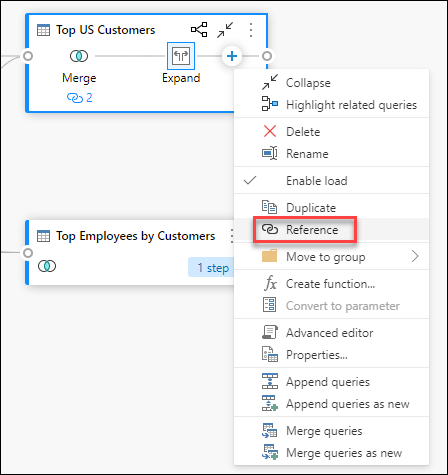 Top US Customers
Merge
Expand
2
Collapse
Highlight related queries
Delete
Rename
Enable load
Duplicate
Reference
Move to group
Create function...
Convert to parameter
Advanced editor
Properties...
Append queries
Append queries as new
Merge queries
Merge queries as new
Top Employees by Customers
1 step